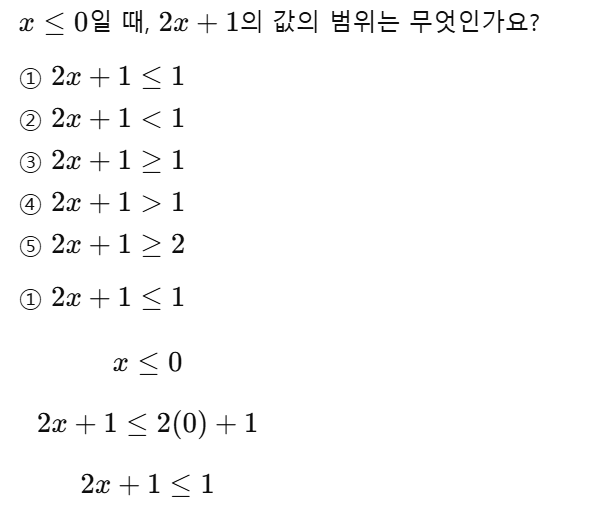 x ≤ 0일 때, 2x + 1의 값의 범위는 무엇인가요?
① 2x + 1 ≤ 1
② 2x + 1 < 1
③ 2x + 1 ≥ 1
④ 2x + 1 > 1
⑤ 2x + 1 ≥ 2
① 2x + 1 ≤ 1
x ≤ 0
2x + 1 ≤ 2(0) + 1
2x + 1 ≤ 1